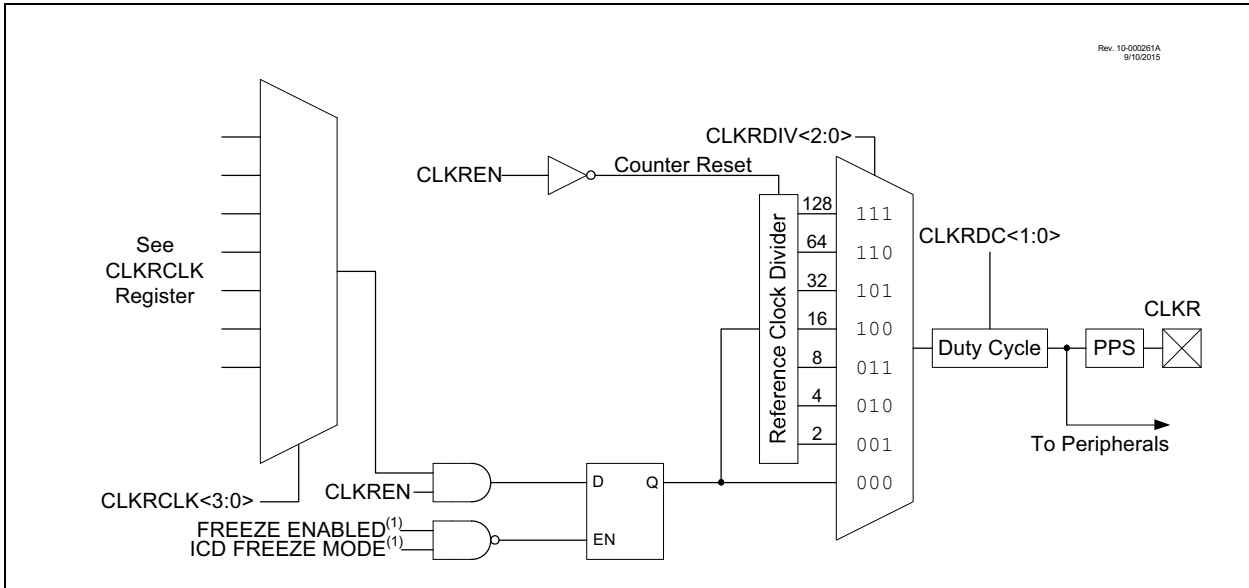 Rev. 10-000261A
9/10/2015
CLKRDIV<2:0>
CLKREN
Counter Reset
See
CLKRCLK
Register
Reference Clock Divider
128
64
32
16
8
4
2
111
110
101
100
011
010
001
000
CLKRDC<1:0>
CLKR
Duty Cycle
PPS
To Peripherals
CLKRCLK<3:0>
CLKREN
FREEZE ENABLED(1)
ICD FREEZE MODE(1)
D
Q
EN